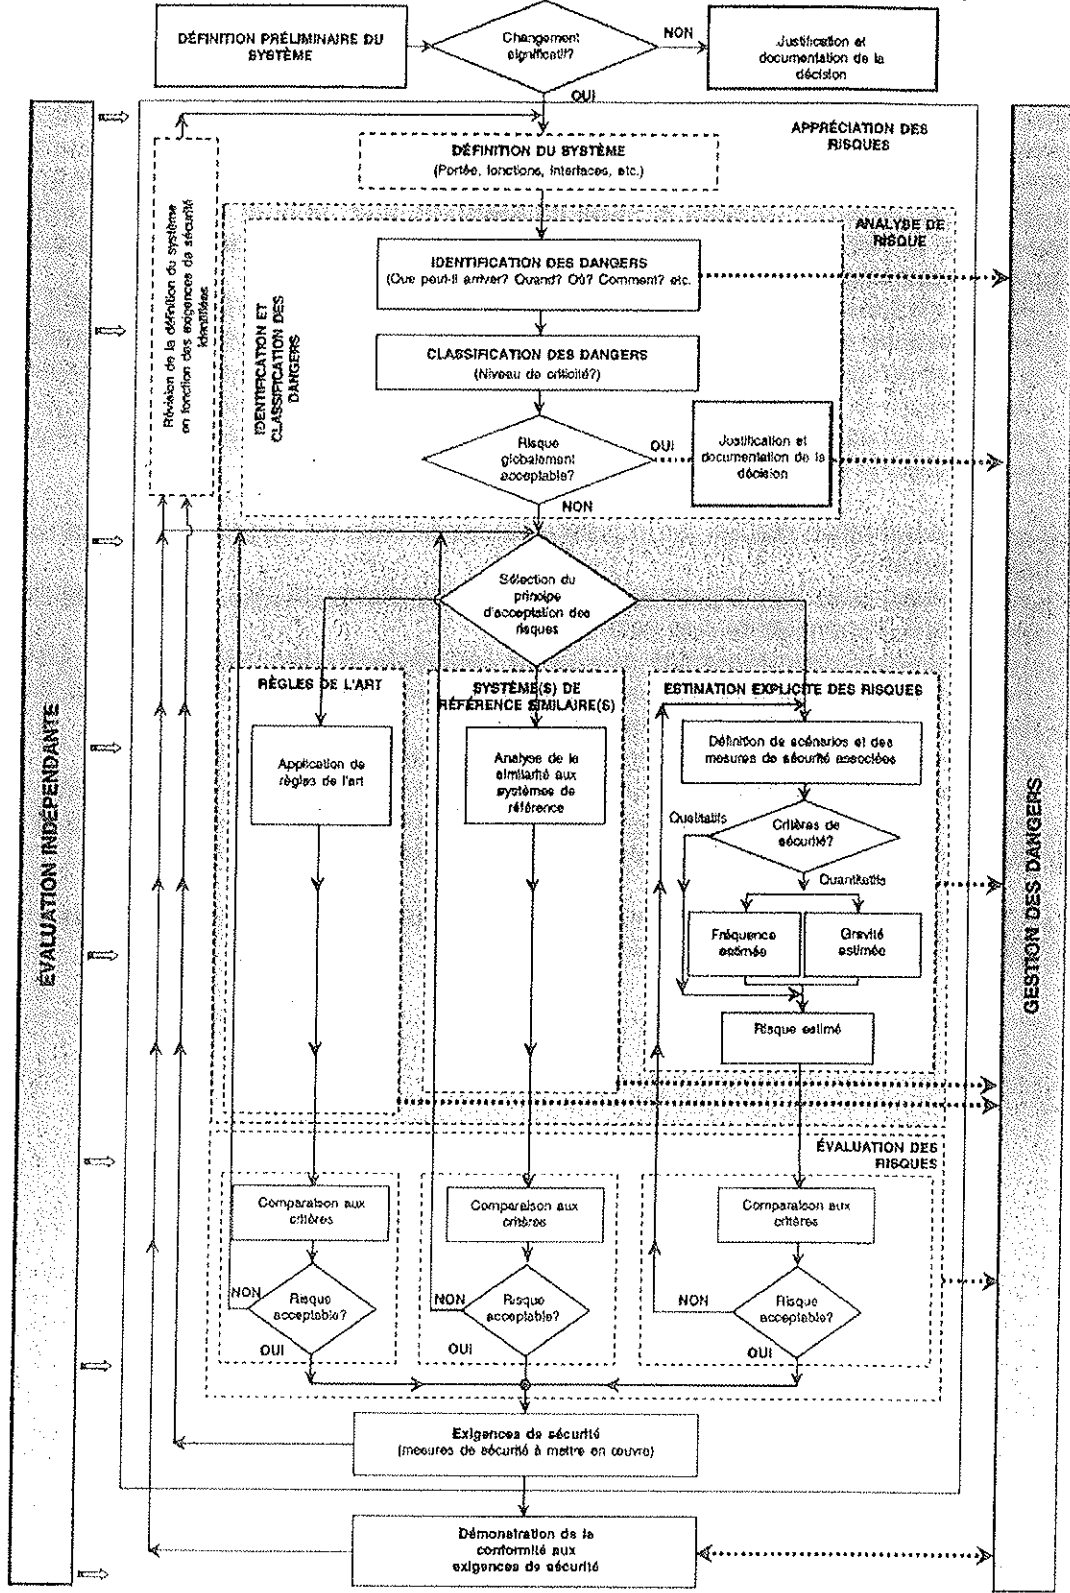 DÉFINITION PRÉLIMINAIRE DU
SYSTÈME
Changement
significatif?
NON
Justification et
documentation de la
décision
OUI
APPRÉCIATION DES
RISQUES
DÉFINITION DU SYSTÈME
(Portée, fonctions, interfaces, etc.)
Révision de la définition du système
en fonction des exigences de sécurité
identifiées
ANALYSE DE
RISQUE
IDENTIFICATION ET
CLASSIFICATION DES
DANGERS
IDENTIFICATION DES DANGERS
(Que peut-il arriver? Quand? Où? Comment? etc.
CLASSIFICATION DES DANGERS
(Niveau de criticité?)
Risque
globalement
acceptable?
OUI
Justification et
documentation de la
décision
NON
Sélection du
principe
d'acceptation des
risques
RÈGLES DE L'ART
SYSTÈME(S) DE
RÉFÉRENCE SIMILAIRE(S)
ESTIMATION EXPLICITE DES RISQUES
Application de
règles de l'art
Analyse de la
similarité aux
systèmes de
référence
Définition de scénarios et des
mesures de sécurité associées
Qualitatifs
Critères de
sécurité?
Quantitatifs
Fréquence
estimée
Gravité
estimée
Risque estimé
ÉVALUATION INDÉPENDANTE
GESTION DES DANGERS
ÉVALUATION DES
RISQUES
Comparaison aux
critères
Comparaison aux
critères
Comparaison aux
critères
NON
Risque
acceptable?
OUI
NON
Risque
acceptable?
OUI
NON
Risque
acceptable?
OUI
Exigences de sécurité
(mesures de sécurité à mettre en œuvre)
Démonstration de la
conformité aux
exigences de sécurité